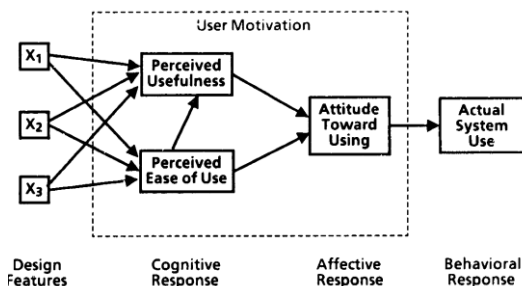 User Motivation
X1
X2
X3
Perceived
Usefulness
Perceived
Ease of Use
Attitude
Toward
Using
Actual
System
Use
Design
Features
Cognitive
Response
Affective
Response
Behavioral
Response